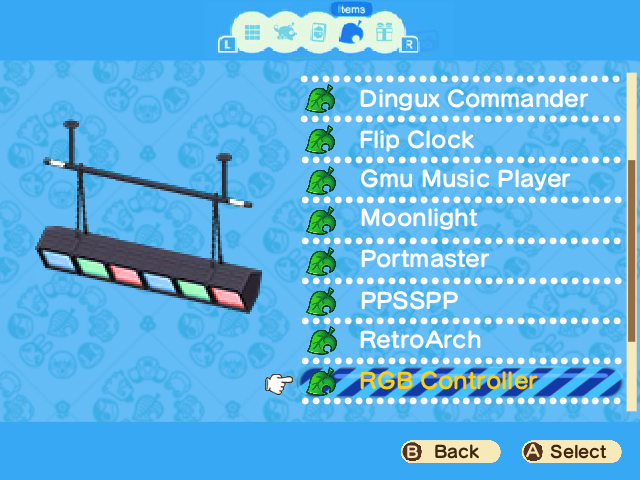 Items
L
R
Dingux Commander
Flip Clock
Gmu Music Player
Moonlight
Portmaster
PPSSPP
RetroArch
RGB Controller
B Back
A Select